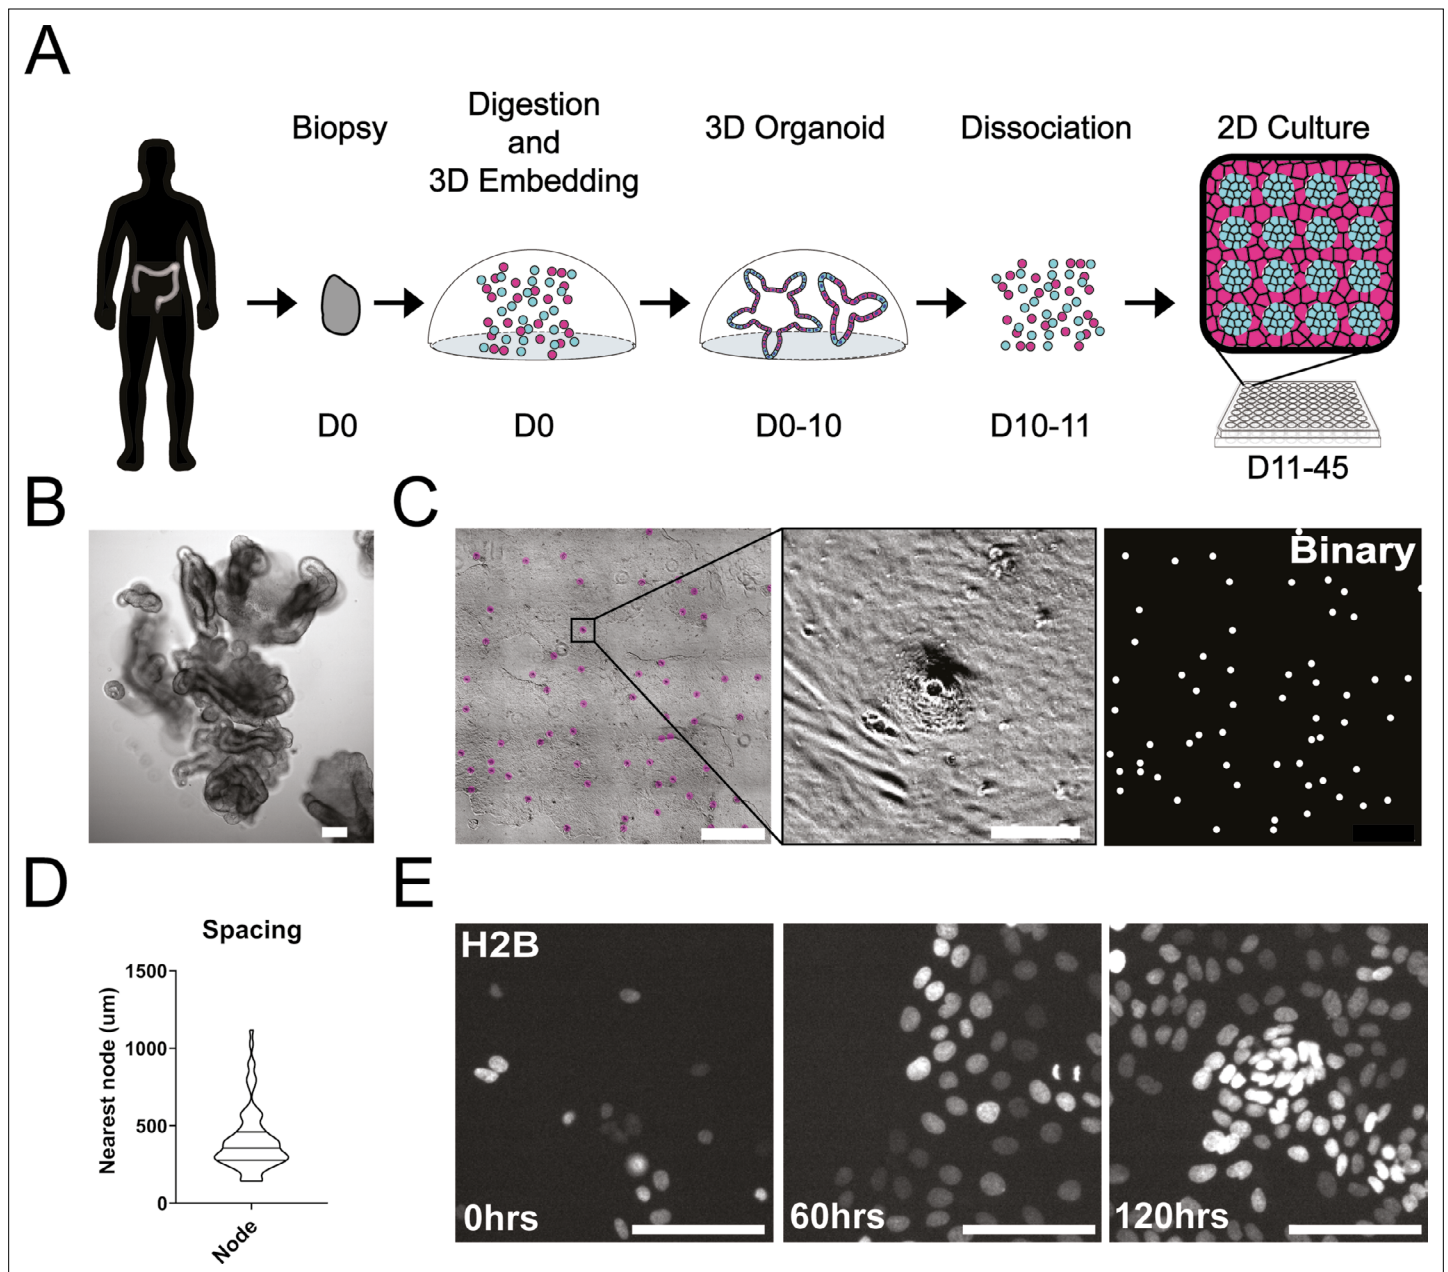 A
Biopsy
Digestion
and
3D Embedding
3D Organoid
Dissociation
2D Culture
D0
D0
D0-10
D10-11
D11-45
B
C
Binary
D
Spacing
Nearest node (um)
1500
1000
500
0
Node
E
H2B
0hrs
60hrs
120hrs